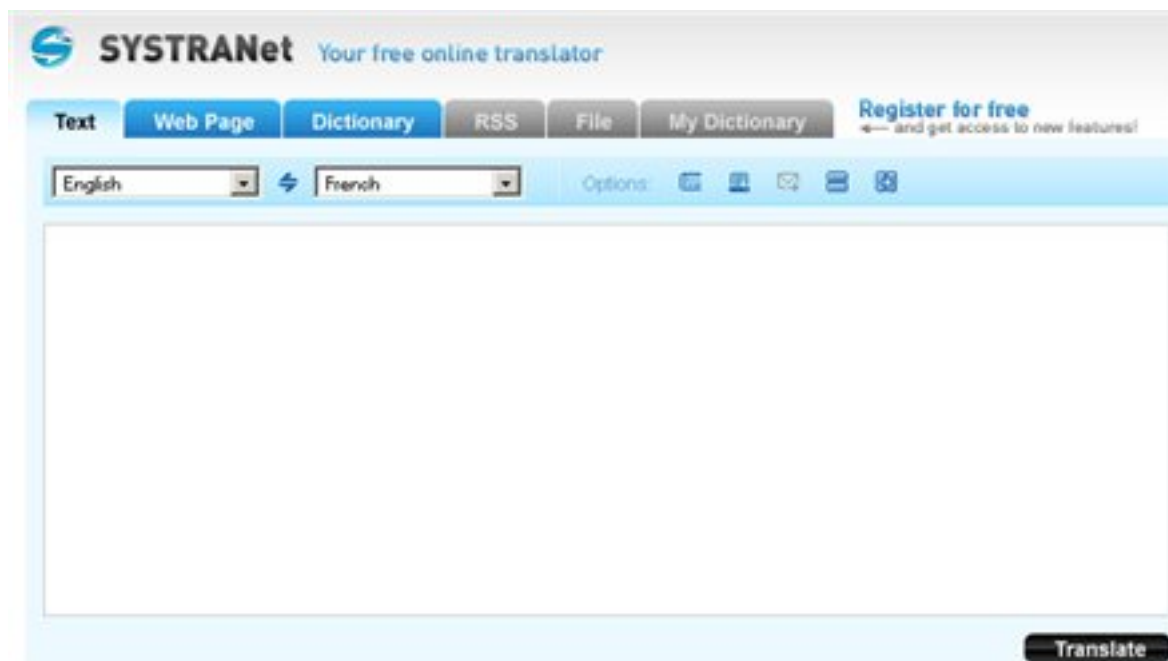 SYSTRANet Your free online translator
Text Web Page Dictionary RSS File My Dictionary Register for free
← and get access to new features!
English French Options:
Translate